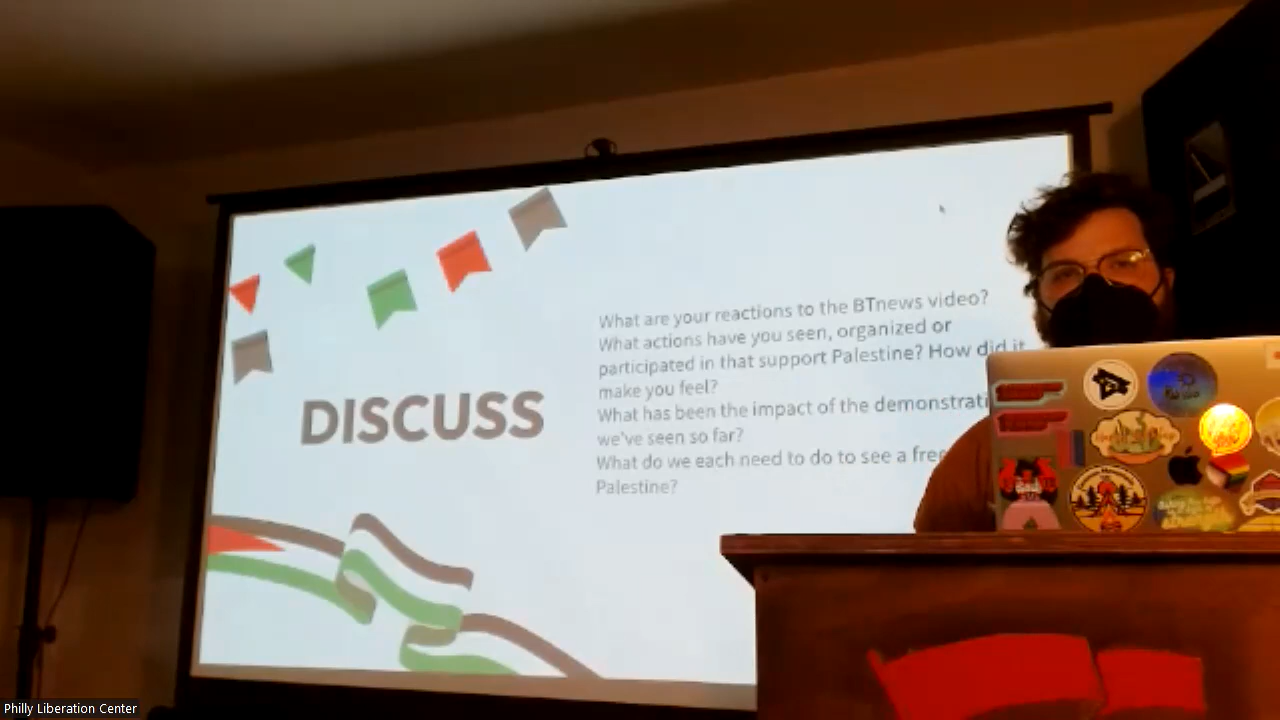 DISCUSS
What are your reactions to the BTnews video?
What actions have you seen, organized or
participated in that support Palestine? How did it
make you feel?
What has been the impact of the
we've seen so far?
What do we each need to do to see a
Palestine?
Philly Liberation Center